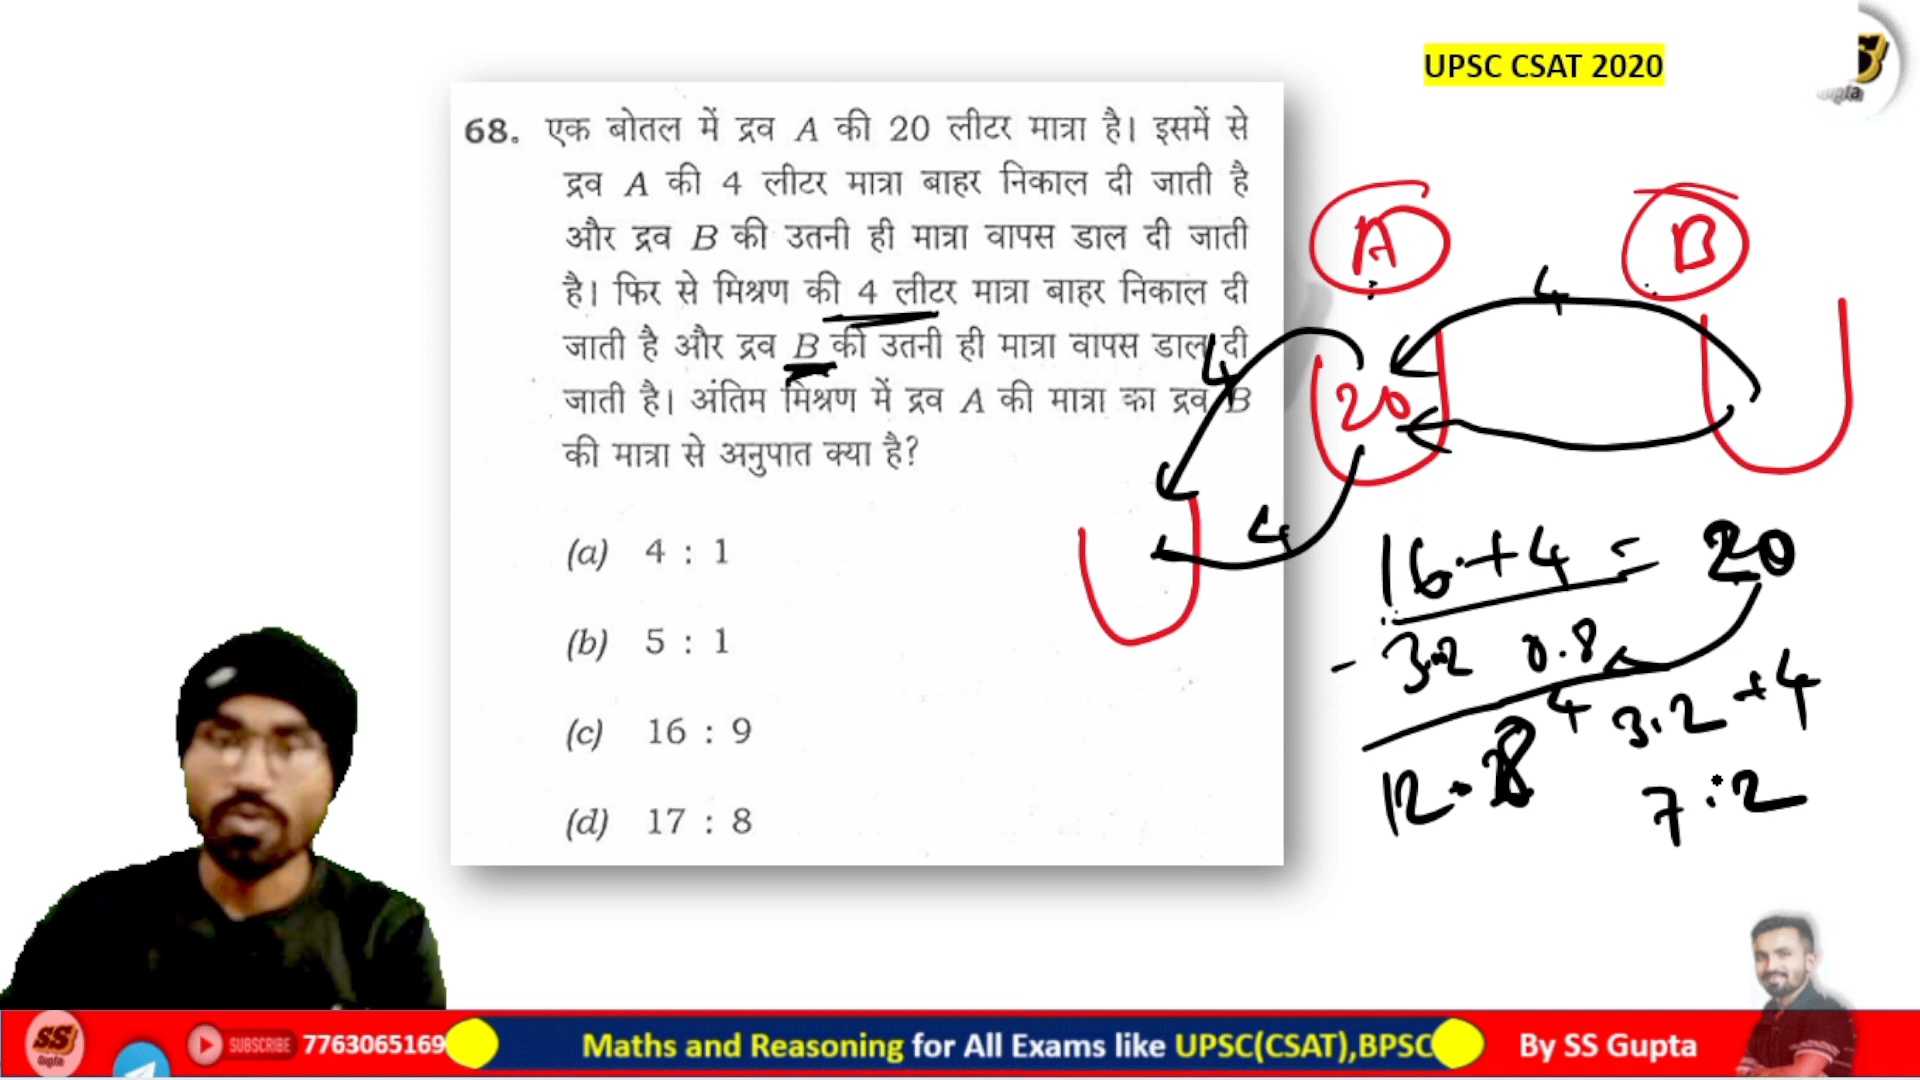 UPSC CSAT 2020
68. एक बोतल में द्रव A की 20 लीटर मात्रा है। इसमें से
द्रव A की 4 लीटर मात्रा बाहर निकाल दी जाती है
और द्रव B की उतनी ही मात्रा वापस डाल दी जाती
है। फिर से मिश्रण की 4 लीटर मात्रा बाहर निकाल दी
जाती है और द्रव B की उतनी ही मात्रा वापस डाल दी
जाती है। अंतिम मिश्रण में द्रव A की मात्रा का द्रव B
की मात्रा से अनुपात क्या है?
(a) 4 : 1
(b) 5 : 1
(c) 16 : 9
(d) 17 : 8
A B
4
4
20
4
16 + 4 = 20
- 3.2 0.8
4 3.2 + 4
12.8
7.2
SS
Gupta
SUBSCRIBE 7763065169
Maths and Reasoning for All Exams like UPSC(CSAT),BPSC
By SS Gupta